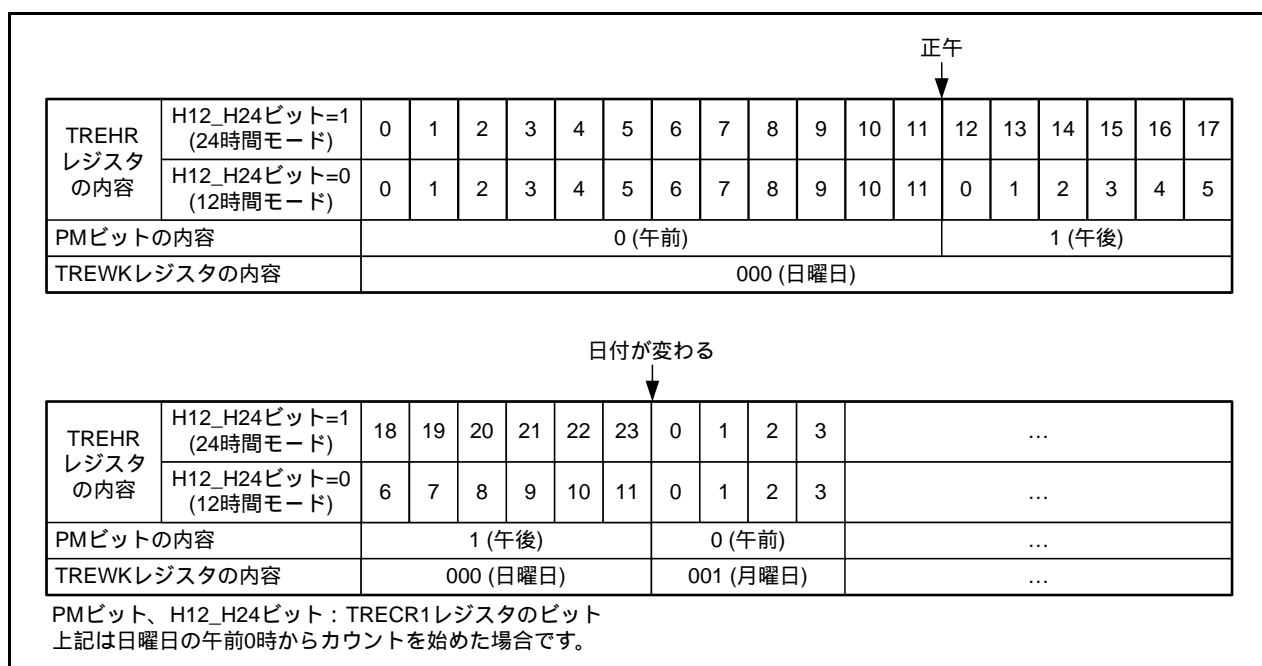 正午
TREHR
レジスタ
の内容
H12_H24ビット=1
(24時間モード)
0 1 2 3 4 5 6 7 8 9 10 11 12 13 14 15 16 17
H12_H24ビット=0
(12時間モード)
0 1 2 3 4 5 6 7 8 9 10 11 0 1 2 3 4 5
PMビットの内容 0 (午前) 1 (午後)
TREWKレジスタの内容 000 (日曜日)
日付が変わる
TREHR
レジスタ
の内容
H12_H24ビット=1
(24時間モード)
18 19 20 21 22 23 0 1 2 3 …
H12_H24ビット=0
(12時間モード)
6 7 8 9 10 11 0 1 2 3 …
PMビットの内容 1 (午後) 0 (午前) …
TREWKレジスタの内容 000 (日曜日) 001 (月曜日) …
PMビット、H12_H24ビット:TRECR1レジスタのビット
上記は日曜日の午前0時からカウントを始めた場合です。